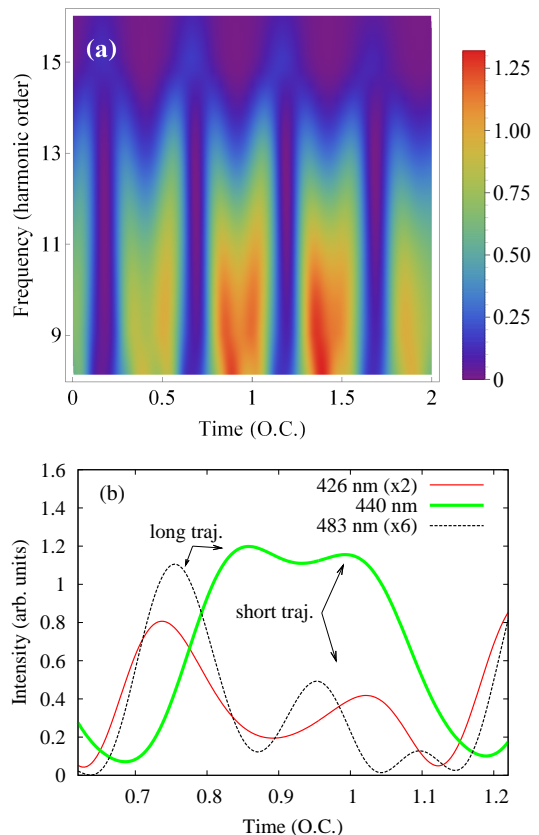 (a)
Frequency (harmonic order)
15
13
11
9
0
0.5
1
1.5
2
Time (O.C.)
1.25
1.00
0.75
0.50
0.25
0
(b)
426 nm (x2)
440 nm
483 nm (x6)
long traj.
short traj.
Intensity (arb. units)
1.6
1.4
1.2
1
0.8
0.6
0.4
0.2
0
0.7
0.8
0.9
1
1.1
1.2
Time (O.C.)